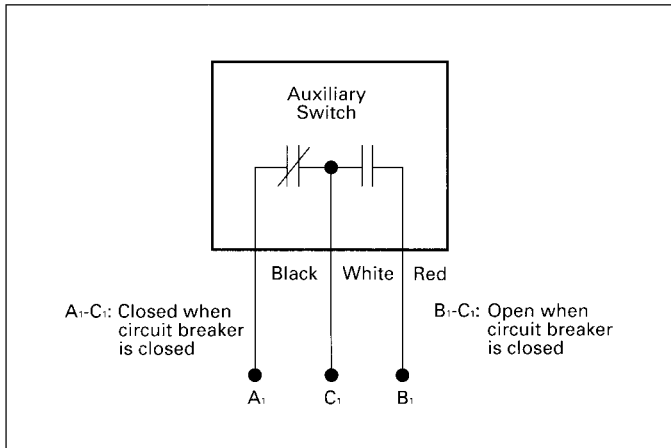 Auxiliary
Switch
Black
White
Red
A₁-C₁: Closed when
circuit breaker
is closed
B₁-C₁: Open when
circuit breaker
is closed
A₁
C₁
B₁